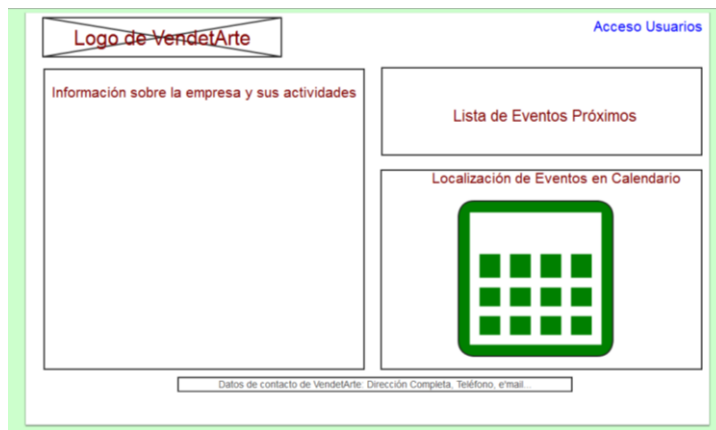 Logo de VendetArte
Acceso Usuarios
Información sobre la empresa y sus actividades
Lista de Eventos Próximos
Localización de Eventos en Calendario
Datos de contacto de VendetArte: Dirección Completa, Teléfono, e'mail...